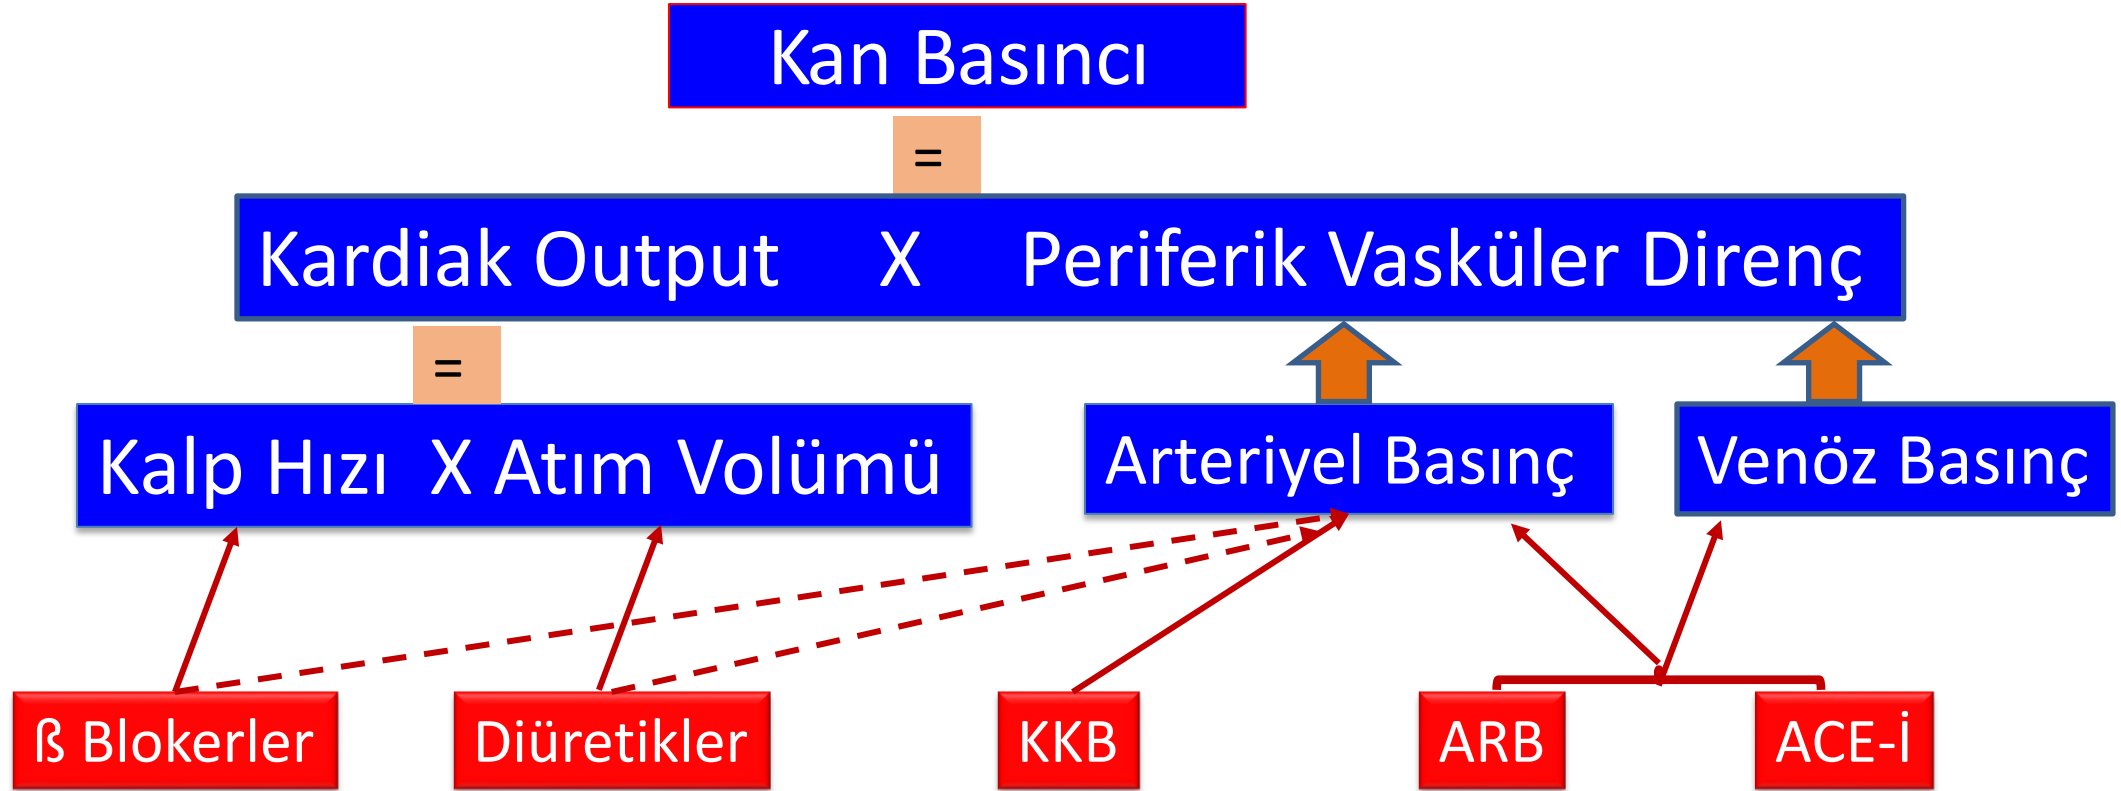 Kan Basıncı
=
Kardiak Output X Periferik Vasküler Direnç
=
Kalp Hızı X Atım Volümü
Arteriyel Basınç
Venöz Basınç
ß Blokerler
Diüretikler
KKB
ARB
ACE-İ